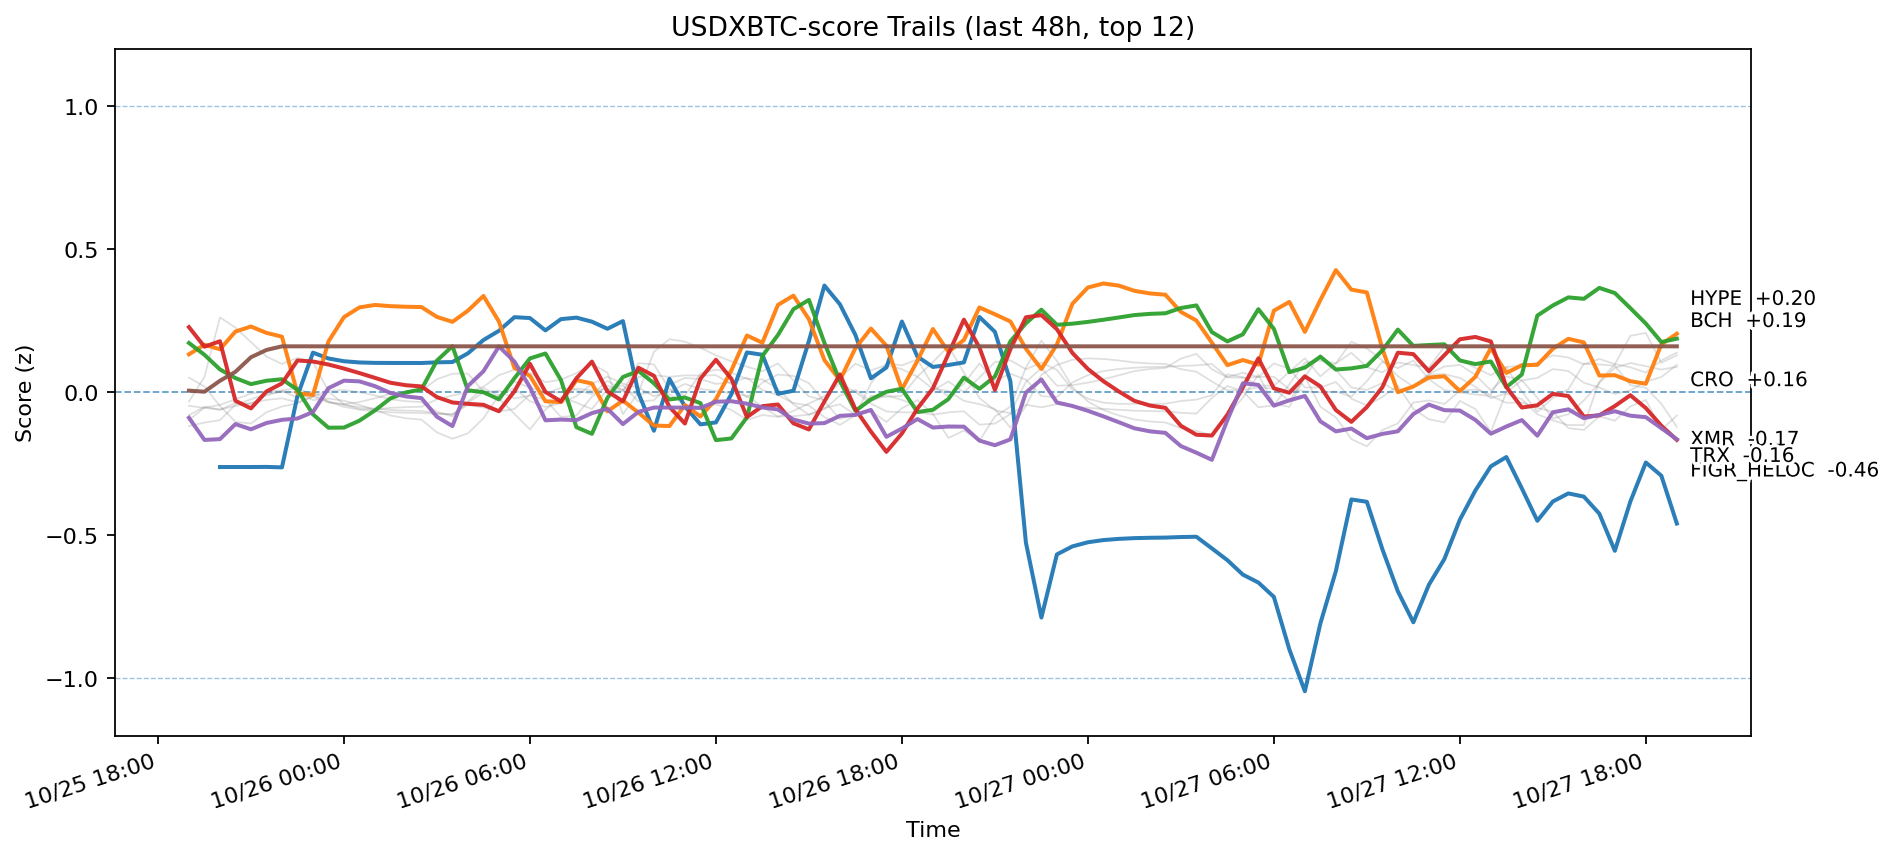 USDXBTC-score Trails (last 48h, top 12)
Score (z)
1.0
0.5
0.0
−0.5
−1.0
HYPE +0.20
BCH +0.19
CRO +0.16
XMR -0.17
TRX -0.16
FIGR_HELOC -0.46
10/25 18:00
10/26 00:00
10/26 06:00
10/26 12:00
10/26 18:00
10/27 00:00
10/27 06:00
10/27 12:00
10/27 18:00
Time